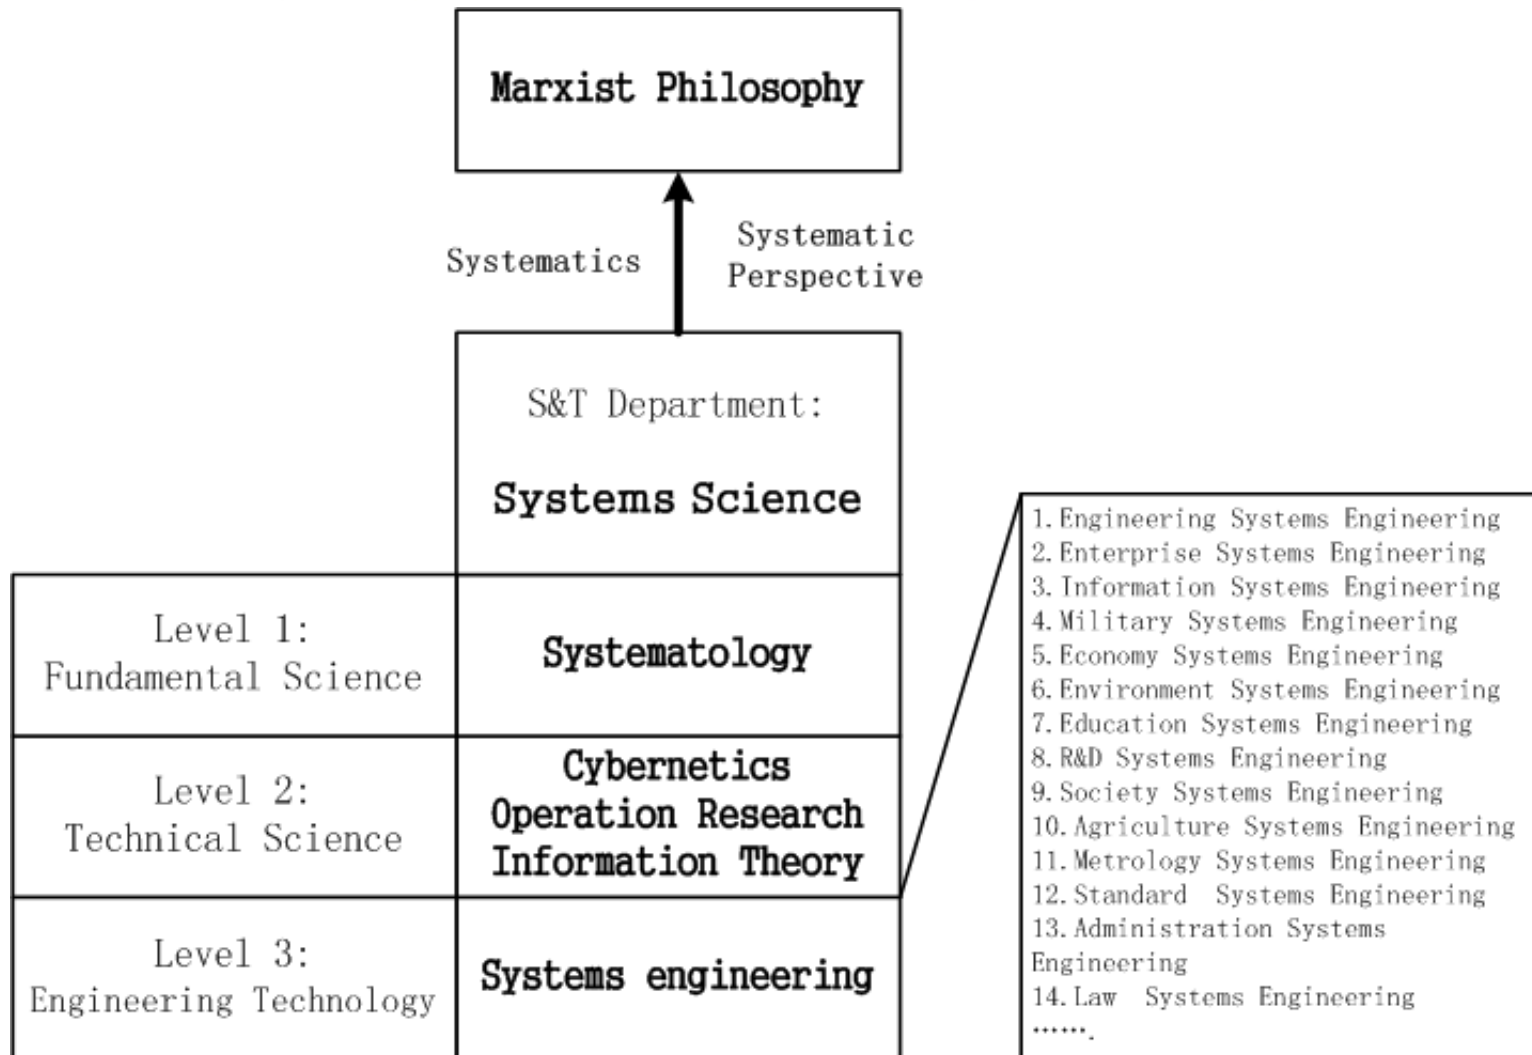 Marxist Philosophy
Systematics
Systematic
Perspective
S&T Department:
Systems Science
Level 1:
Fundamental Science
Systematology
Level 2:
Technical Science
Cybernetics
Operation Research
Information Theory
Level 3:
Engineering Technology
Systems engineering
1. Engineering Systems Engineering
2. Enterprise Systems Engineering
3. Information Systems Engineering
4. Military Systems Engineering
5. Economy Systems Engineering
6. Environment Systems Engineering
7. Education Systems Engineering
8. R&D Systems Engineering
9. Society Systems Engineering
10. Agriculture Systems Engineering
11. Metrology Systems Engineering
12. Standard Systems Engineering
13. Administration Systems
Engineering
14. Law Systems Engineering
…….